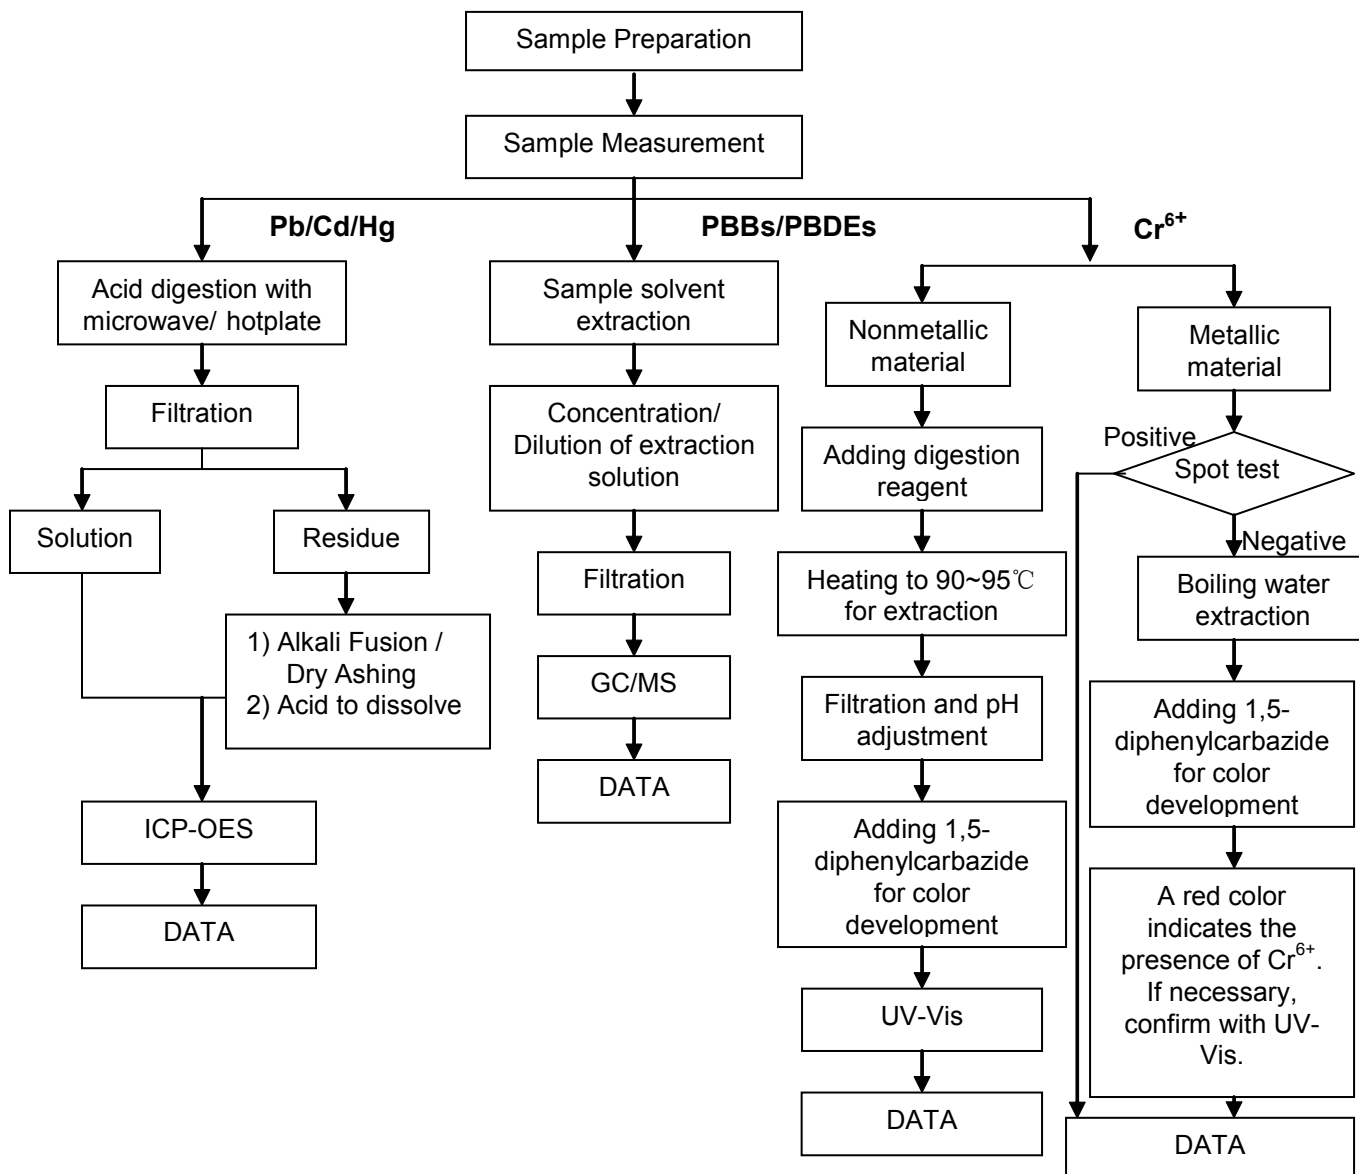 Sample Preparation
Sample Measurement
Pb/Cd/Hg
PBBs/PBDEs
Cr⁶⁺
Acid digestion with
microwave/ hotplate
Filtration
Solution
Residue
1) Alkali Fusion /
Dry Ashing
2) Acid to dissolve
ICP-OES
DATA
Sample solvent
extraction
Concentration/
Dilution of extraction
solution
Filtration
GC/MS
DATA
Nonmetallic
material
Adding digestion
reagent
Heating to 90~95℃
for extraction
Filtration and pH
adjustment
Adding 1,5-
diphenylcarbazide
for color
development
UV-Vis
DATA
Metallic
material
Positive
Spot test
Negative
Boiling water
extraction
Adding 1,5-
diphenylcarbazide
for color
development
A red color
indicates the
presence of Cr⁶⁺.
If necessary,
confirm with UV-
Vis.
DATA